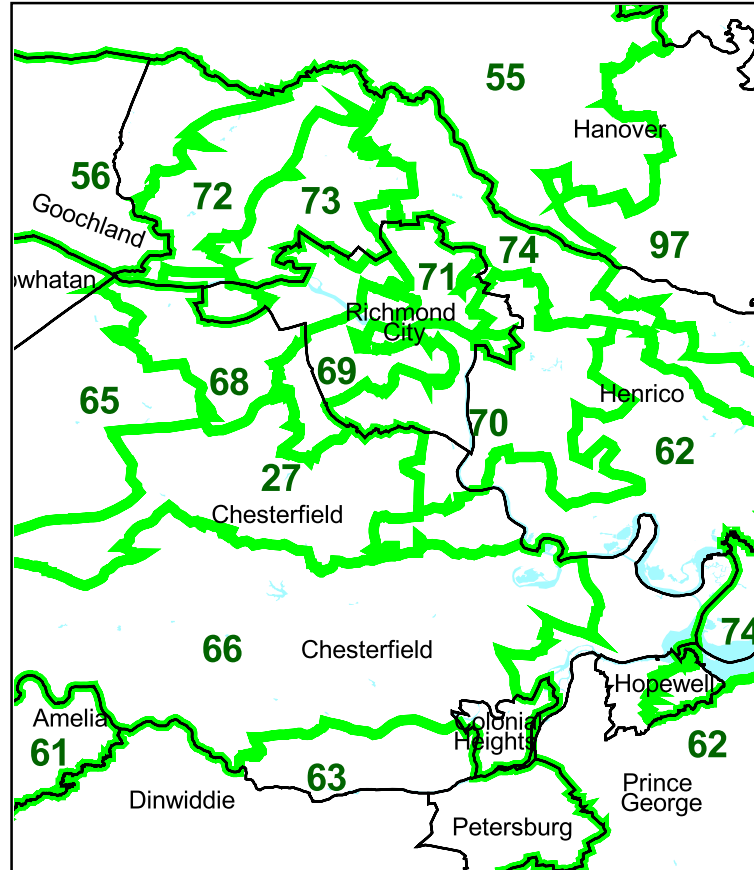 55
Hanover
56
72
73
Goochland
74
97
71
owhatan
Richmond
City
69
68
65
Henrico
70
62
27
Chesterfield
74
66
Chesterfield
Hopewell
Amelia
Colonial
Heights
61
62
63
Prince
George
Dinwiddie
Petersburg